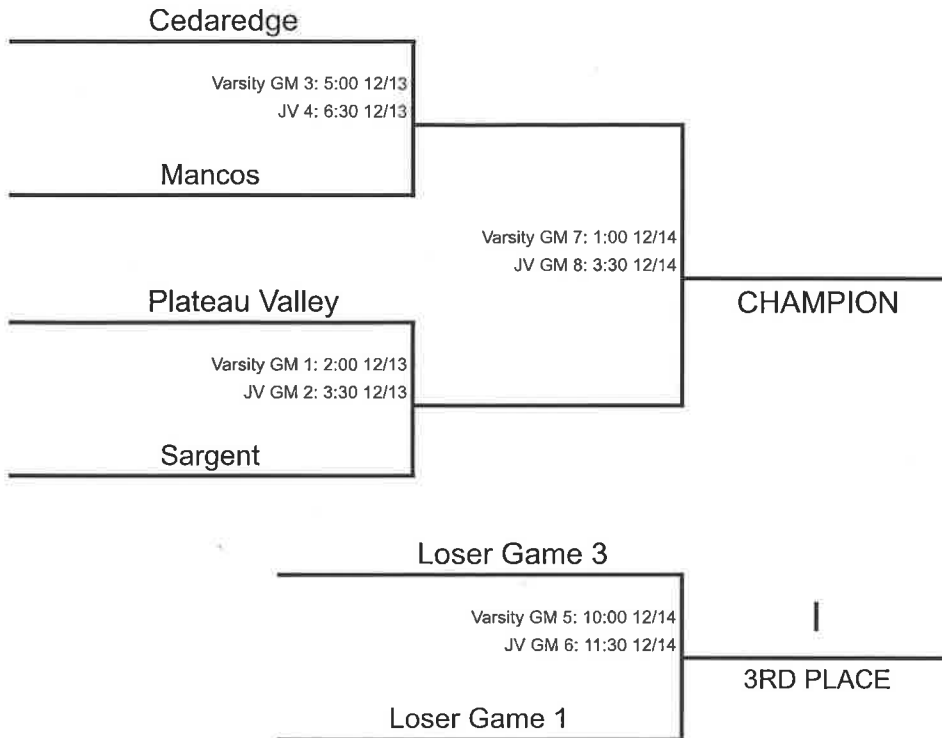 Cedaredge
Varsity GM 3: 5:00 12/13
JV 4: 6:30 12/13
Mancos
Varsity GM 7: 1:00 12/14
JV GM 8: 3:30 12/14
CHAMPION
Plateau Valley
Varsity GM 1: 2:00 12/13
JV GM 2: 3:30 12/13
Sargent
Loser Game 3
Varsity GM 5: 10:00 12/14
JV GM 6: 11:30 12/14
I
3RD PLACE
Loser Game 1